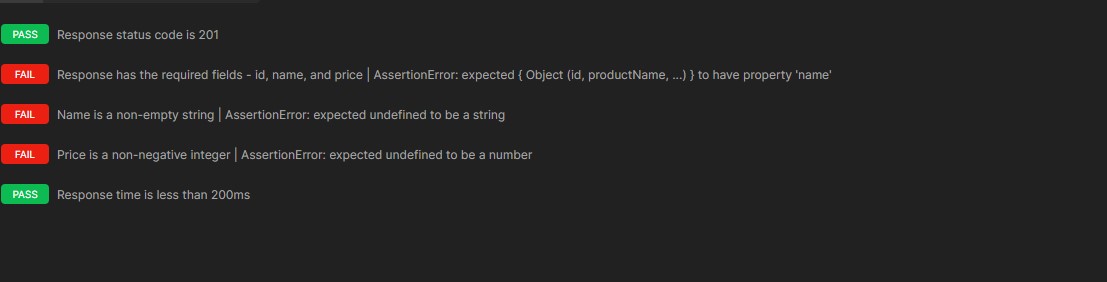 PASS Response status code is 201
FAIL Response has the required fields - id, name, and price | AssertionError: expected { Object (id, productName, ...) } to have property 'name'
FAIL Name is a non-empty string | AssertionError: expected undefined to be a string
FAIL Price is a non-negative integer | AssertionError: expected undefined to be a number
PASS Response time is less than 200ms